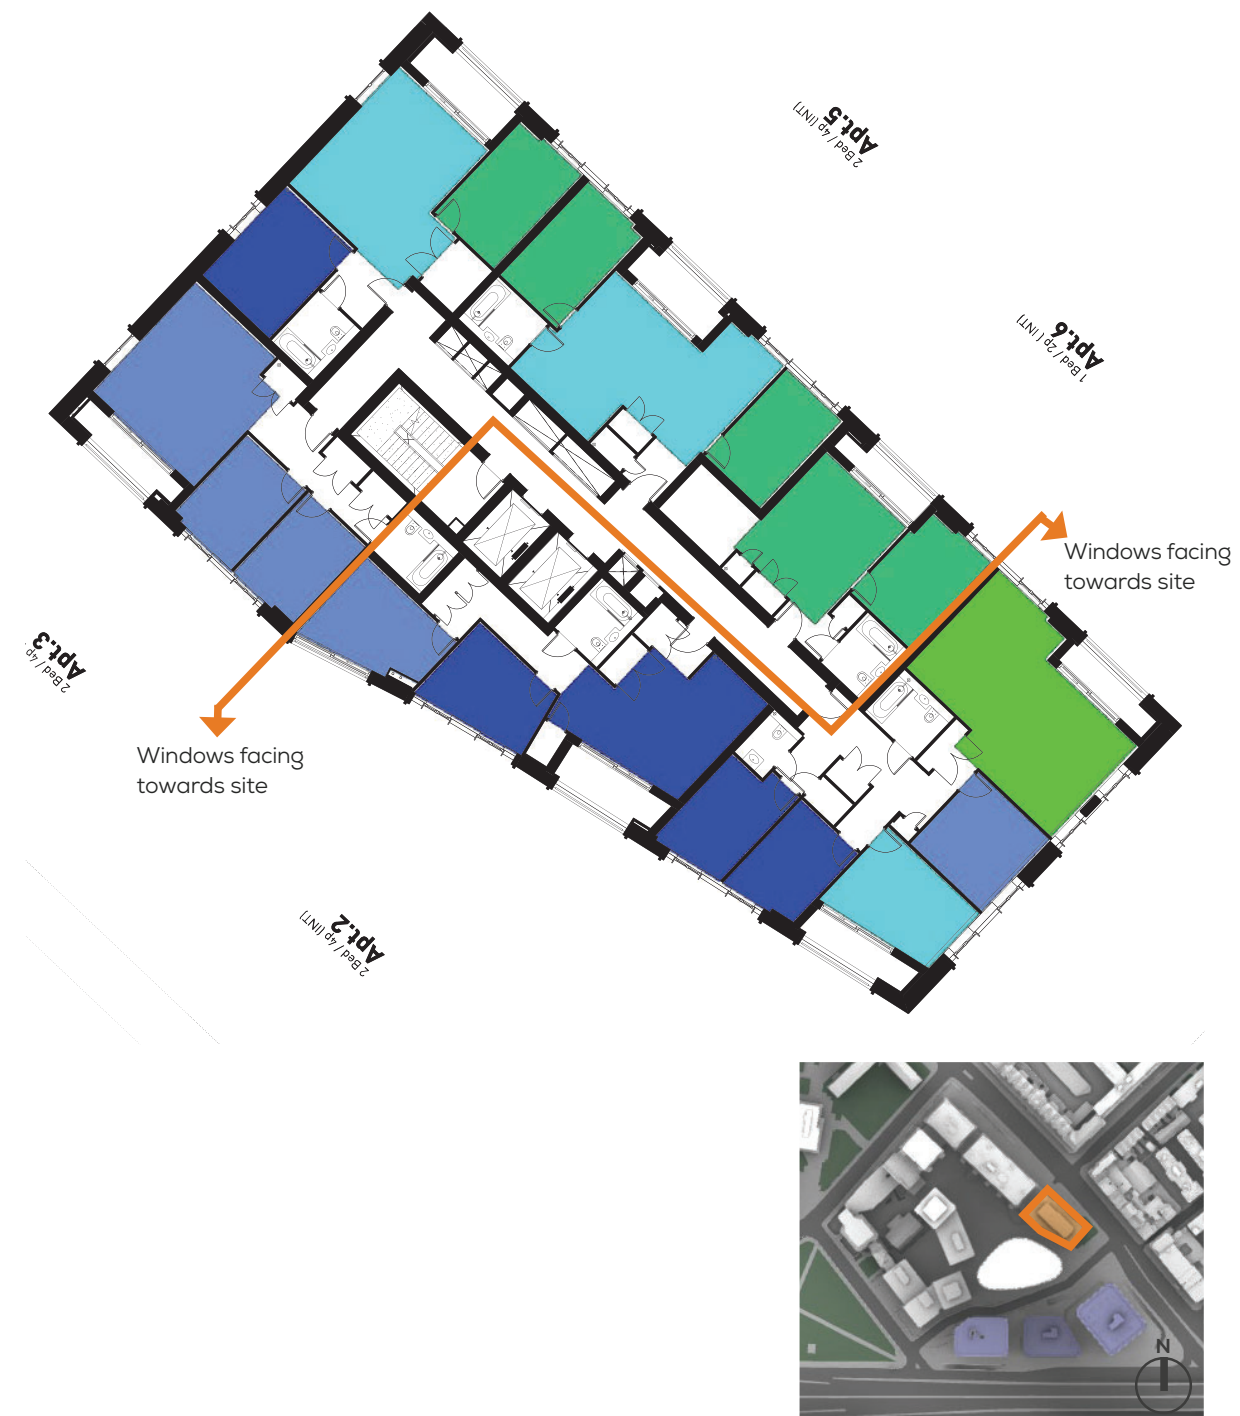 2 Bed / 4p (INT)
Apt.5
1 Bed / 2p ( INT)
Apt.6
Windows facing
towards site
2 Bed / 4p
Apt.3
Windows facing
towards site
2 Bed / 4p (INT)
Apt.2
N